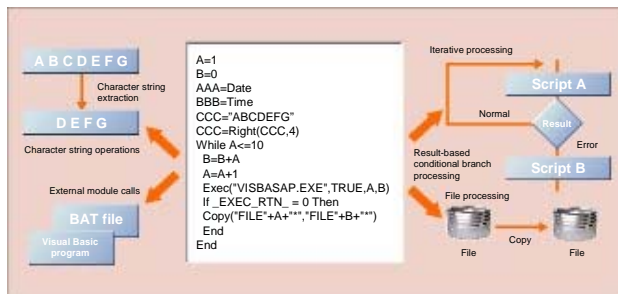 A B C D E F G
Character string
extraction
D E F G
Character string operations
External module calls
BAT file
Visual Basic
program
A=1
B=0
AAA=Date
BBB=Time
CCC="ABCDEFG"
CCC=Right(CCC,4)
While A<=10
B=B+A
A=A+1
Exec("VISBASAP.EXE",TRUE,A,B)
If _EXEC_RTN_ = 0 Then
Copy("FILE"+A+"*","FILE"+B+"*")
End
End
Iterative processing
Script A
Normal
Result
Error
Result-based
conditional branch
processing
Script B
File processing
Copy
File
File